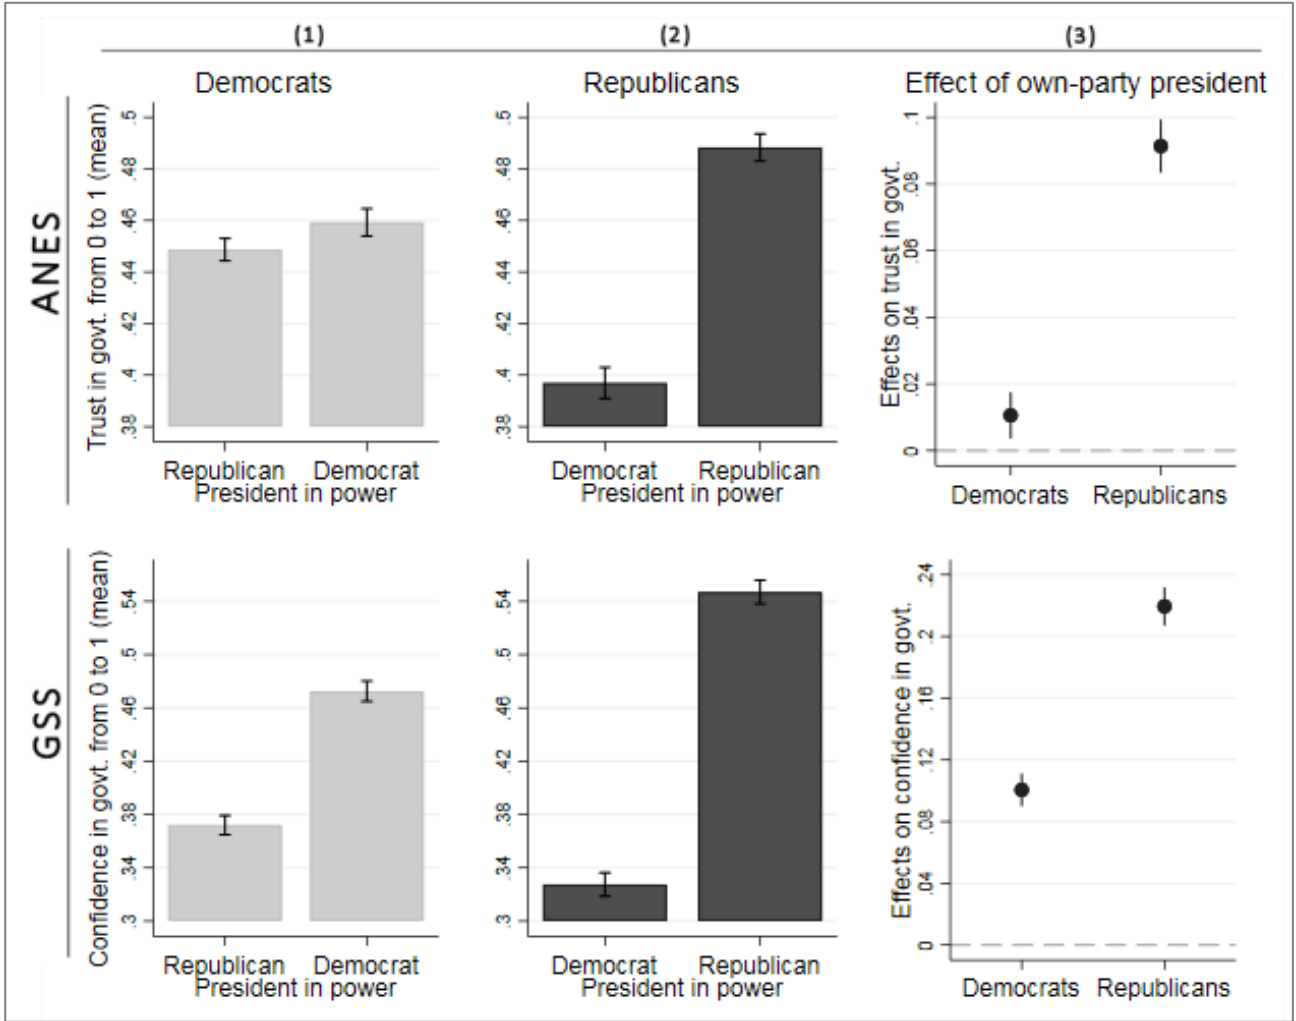 (1) (2) (3)
Democrats Republicans Effect of own-party president
ANES
Trust in govt. from 0 to 1 (mean)
.5
.48
.46
.44
.42
.4
.38
Republican Democrat
President in power
.5
.48
.46
.44
.42
.4
.38
Democrat Republican
President in power
Effects on trust in govt.
.1
.08
.06
.04
.02
0
Democrats Republicans
GSS
Confidence in govt. from 0 to 1 (mean)
.54
.5
.46
.42
.38
.34
.3
Republican Democrat
President in power
.54
.5
.46
.42
.38
.34
.3
Democrat Republican
President in power
Effects on confidence in govt.
.24
.2
.16
.12
.08
.04
0
Democrats Republicans